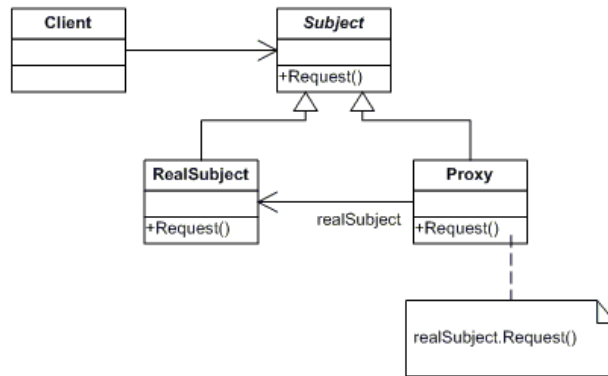 Client
Subject
+Request()
RealSubject
+Request()
Proxy
+Request()
realSubject
realSubject.Request()